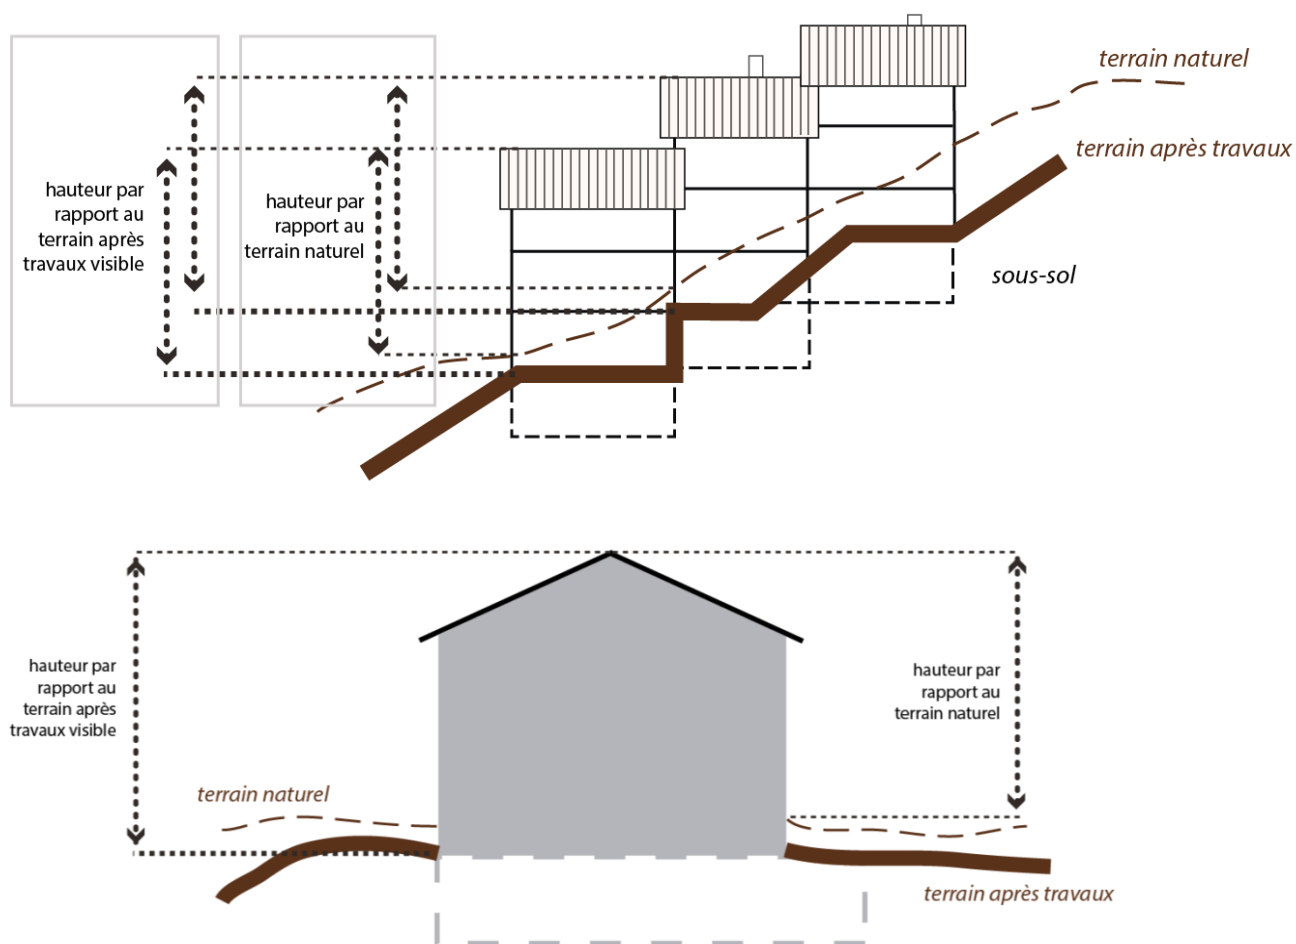 terrain naturel
terrain après travaux
hauteur par
rapport au
terrain après
travaux visible
hauteur par
rapport au
terrain naturel
sous-sol
hauteur par
rapport au
terrain après
travaux visible
hauteur par
rapport au
terrain naturel
terrain naturel
terrain après travaux